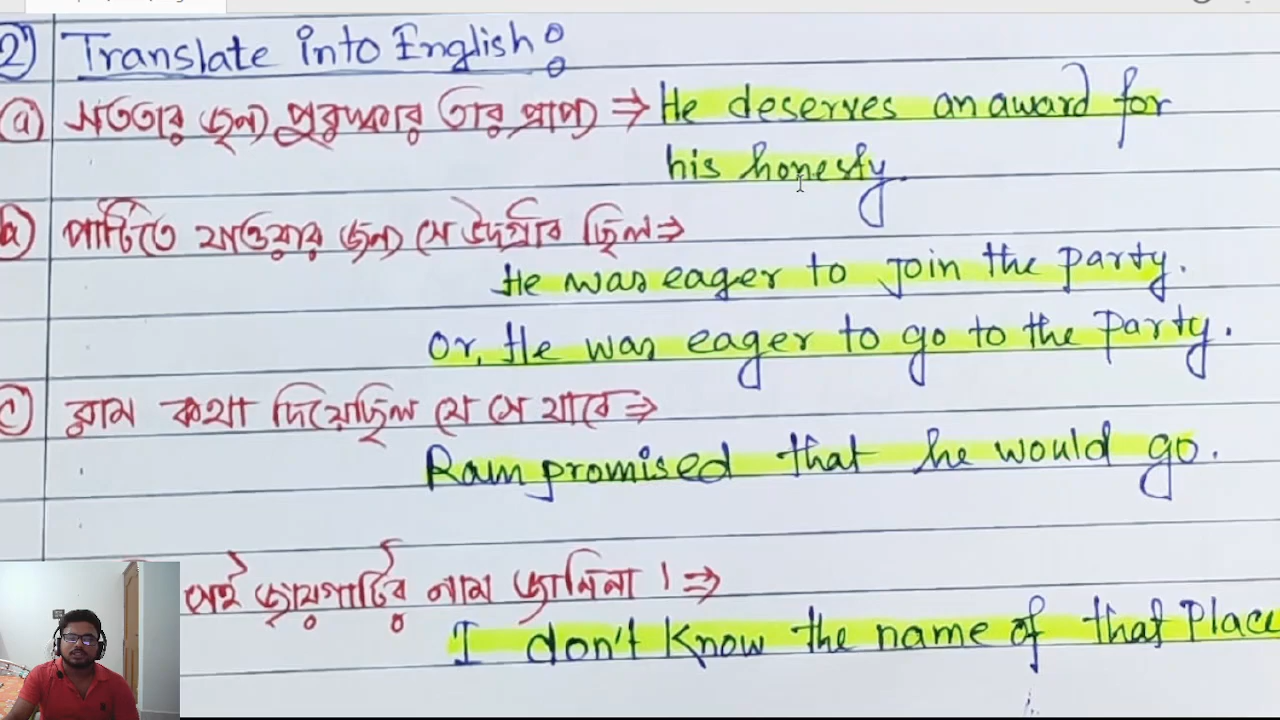 2) Translate into English :
(a) সততার জন্য পুরুষ্কার তার প্রাপ্য ⇒ He deserves an award for
his honesty.
পার্টিতে যাওয়ার জন্য সে উদগ্রীব ছিল ⇒
He was eager to join the party.
or, He was eager to go to the party.
(c) রাম কথা দিয়েছিল যে সে যাবে ⇒
Ram promised that he would go.
সেই জায়গাটির নাম জানিনা । ⇒
I don't know the name of that Place